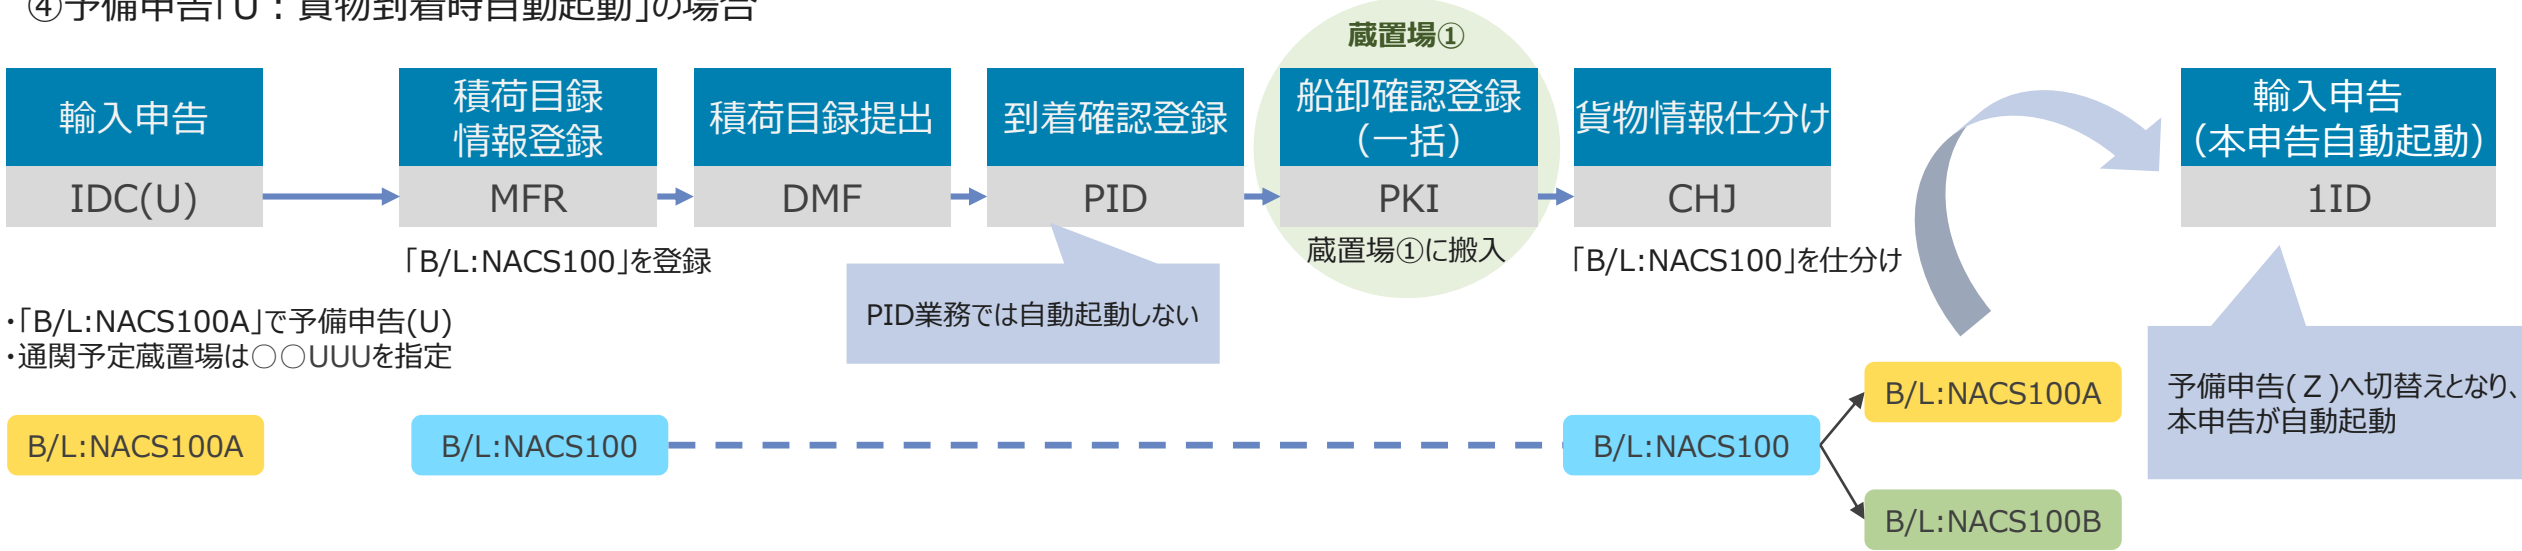 ④予備申告「U：貨物到着時自動起動」の場合
蔵置場①
輸入申告
IDC(U)
積荷目録
情報登録
MFR
積荷目録提出
DMF
到着確認登録
PID
船卸確認登録
（一括）
PKI
貨物情報仕分け
CHJ
輸入申告
（本申告自動起動）
1ID
「B/L:NACS100」を登録
蔵置場①に搬入
「B/L:NACS100」を仕分け
PID業務では自動起動しない
・「B/L:NACS100A」で予備申告(U)
・通関予定蔵置場は○○UUUを指定
予備申告(Ｚ)へ切替えとなり、
本申告が自動起動
B/L:NACS100A
B/L:NACS100
B/L:NACS100
B/L:NACS100A
B/L:NACS100B